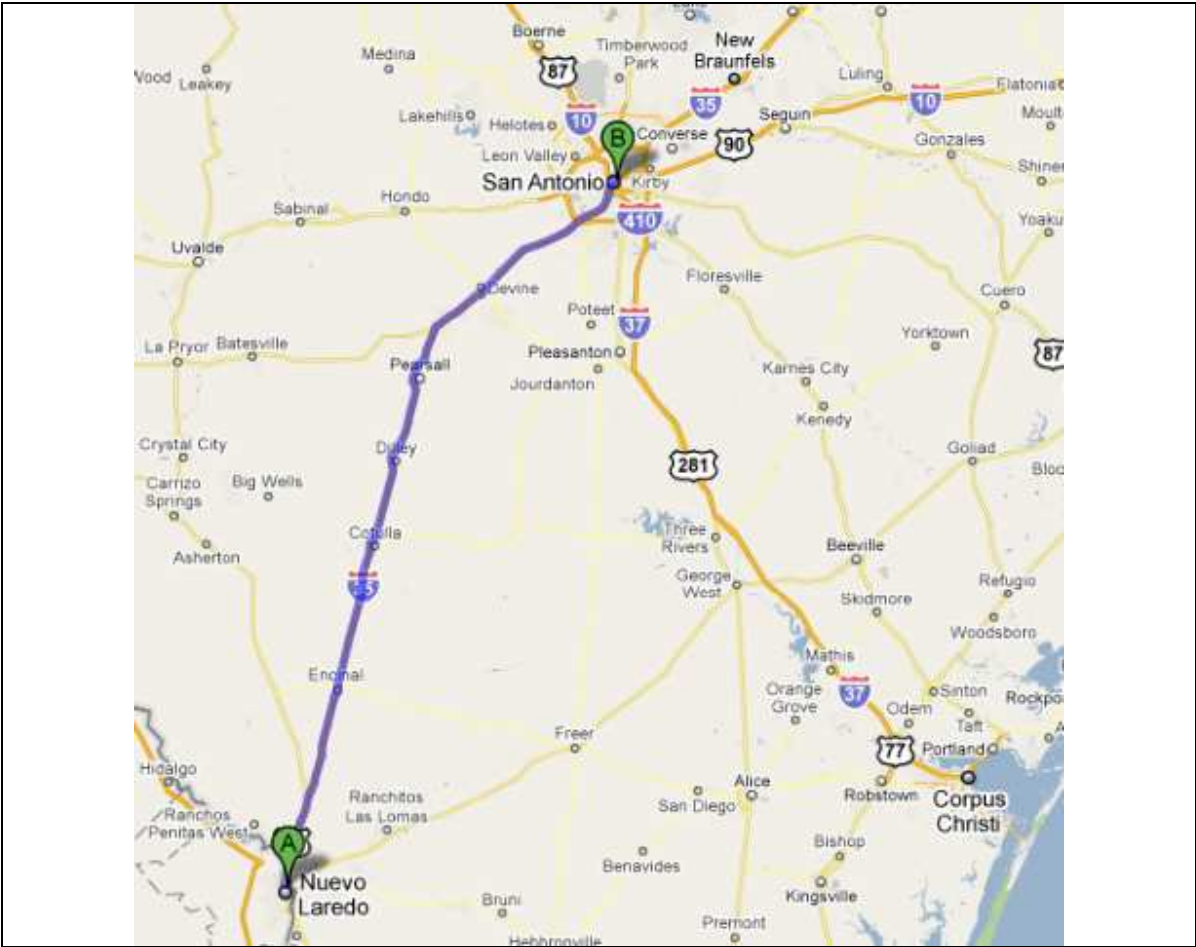 Boerne
Timberwood
Park
New
Braunfels
Medina
87
Wood
Leakey
Luling
Flatonia
35
10
Lakehills
Helotes
10
Seguin
Moult
B
Converse
90
Gonzales
Leon Valley
San Antonio
Kirby
Shiner
Hondo
Sabinal
410
Yoaku
Uvalde
Floresville
Devine
Cuero
Poteet
37
Yorktown
La Pryor
Batesville
Pleasanton
87
Pearsall
Jourdanton
Karnes City
Kenedy
Crystal City
Dilley
Goliad
281
Bloo
Carrizo
Springs
Big Wells
Cotulla
Three
Rivers
Asherton
Beeville
George
West
Refugio
35
Skidmore
Woodsboro
Encinal
Mathis
Orange
Grove
37
Sinton
Rockpo
Odem
Taft
Freer
77
Portland
Hidalgo
Alice
San Diego
Robstown
Corpus
Christi
Ranchitos
Las Lomas
Ranchos
Penitas West
A
Bishop
Benavides
Nuevo
Laredo
Kingsville
Bruni
Premont
Hebbronville